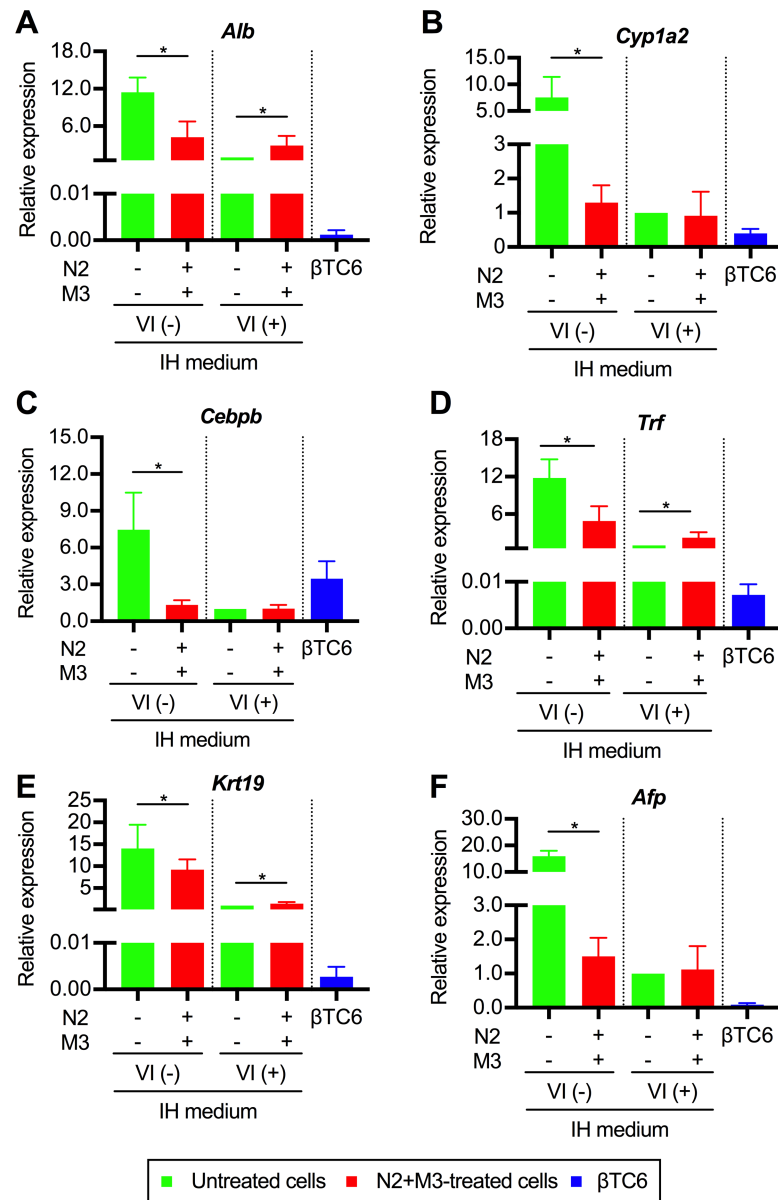 A
Alb
Relative expression
18.0
12.0
6.0
0.01
0.00
*
*
N2 - + - + βTC6
M3 - + - +
VI (-) VI (+)
IH medium
B
Cyp1a2
Relative expression
15.0
10.0
5.0
3
2
1
0
*
N2 - + - + βTC6
M3 - + - +
VI (-) VI (+)
IH medium
C
Cebpb
Relative expression
15.0
12.0
9.0
6.0
3.0
0.0
*
N2 - + - + βTC6
M3 - + - +
VI (-) VI (+)
IH medium
D
Trf
Relative expression
18
12
6
0.01
0.00
*
*
N2 - + - + βTC6
M3 - + - +
VI (-) VI (+)
IH medium
E
Krt19
Relative expression
25
20
15
10
5
0.01
0.00
*
*
N2 - + - + βTC6
M3 - + - +
VI (-) VI (+)
IH medium
F
Afp
Relative expression
30.0
20.0
10.0
3.0
2.0
1.0
0.0
*
N2 - + - + βTC6
M3 - + - +
VI (-) VI (+)
IH medium
Untreated cells N2+M3-treated cells βTC6